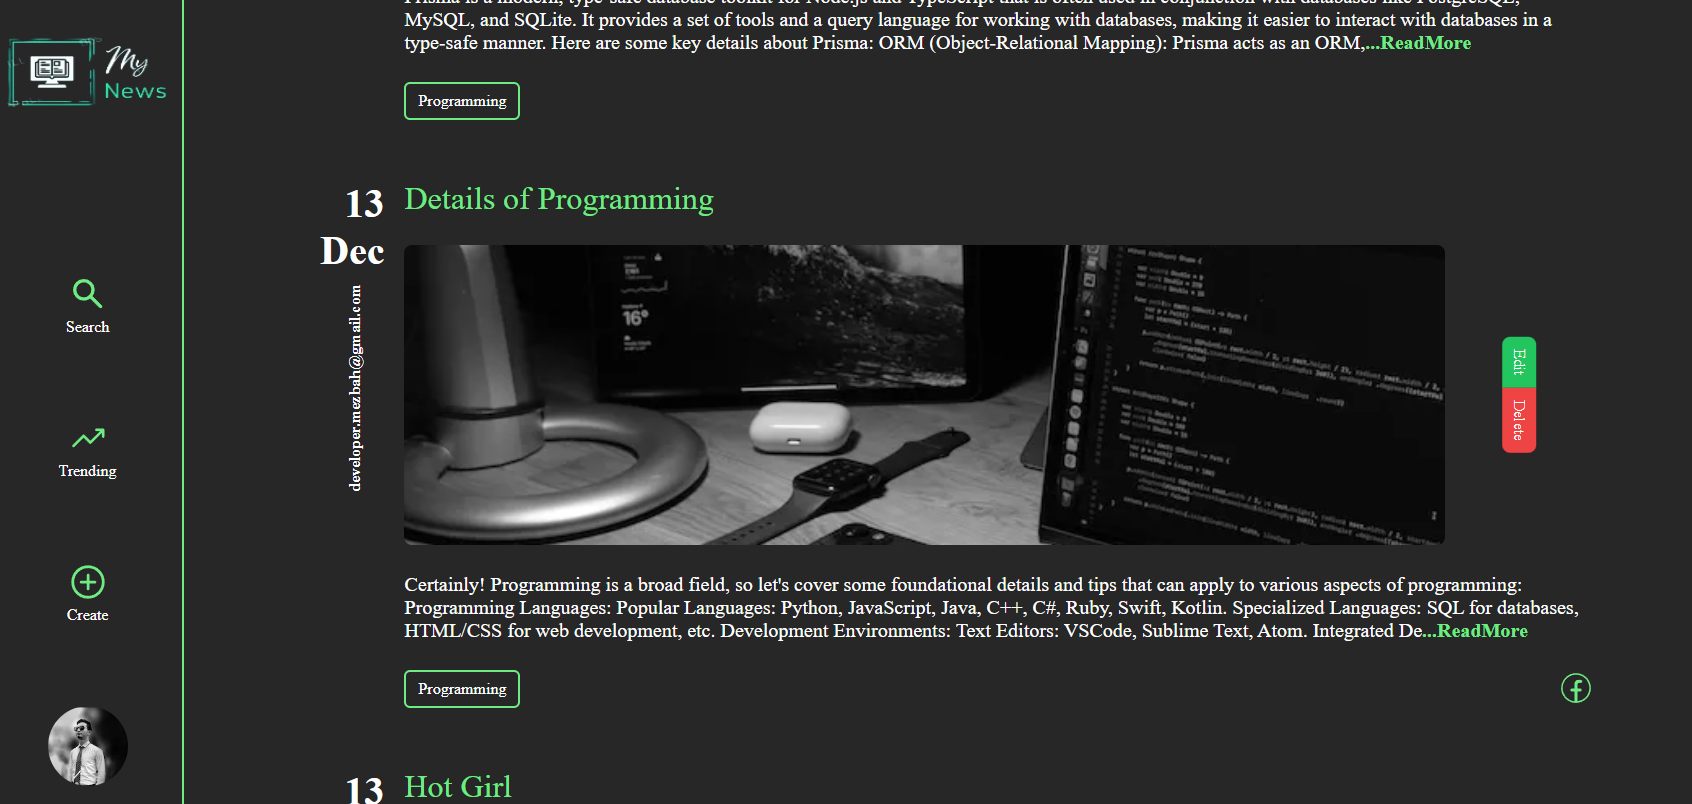 My
News
Search
Trending
Create
MySQL, and SQLite. It provides a set of tools and a query language for working with databases, making it easier to interact with databases in a
type-safe manner. Here are some key details about Prisma: ORM (Object-Relational Mapping): Prisma acts as an ORM,...ReadMore
Programming
13
Dec
developer.mezbah@gmail.com
Details of Programming
16°
Edit
Delete
Certainly! Programming is a broad field, so let's cover some foundational details and tips that can apply to various aspects of programming:
Programming Languages: Popular Languages: Python, JavaScript, Java, C++, C#, Ruby, Swift, Kotlin. Specialized Languages: SQL for databases,
HTML/CSS for web development, etc. Development Environments: Text Editors: VSCode, Sublime Text, Atom. Integrated De...ReadMore
Programming
13
Hot Girl